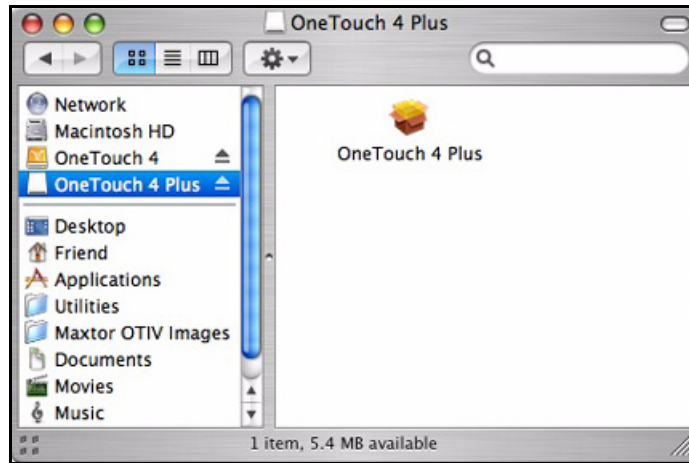 OneTouch 4 Plus
Network
Macintosh HD
OneTouch 4
OneTouch 4 Plus
Desktop
Friend
Applications
Utilities
Maxtor OTIV Images
Documents
Movies
Music
OneTouch 4 Plus
1 item, 5.4 MB available